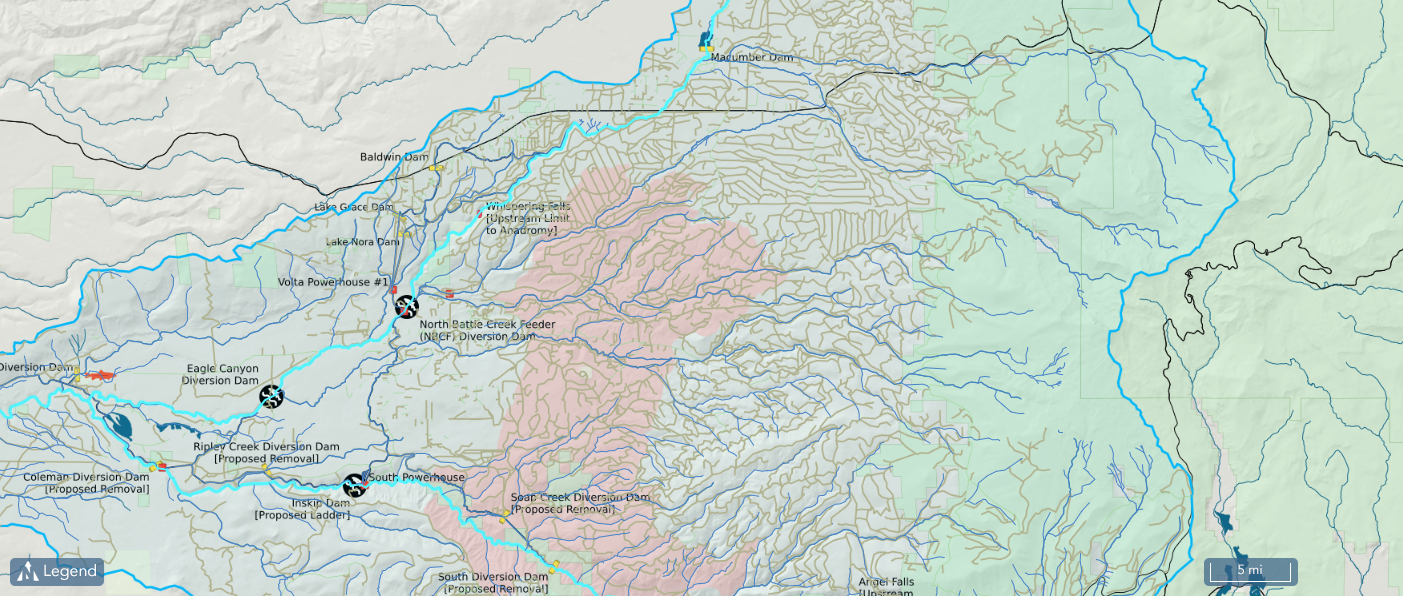 Macumber Dam
Baldwin Dam
Lake Grace Dam
Whispering Falls
[Upstream Limit
to Anadromy]
Lake Nora Dam
Volta Powerhouse #1
North Battle Creek Feeder
(NBCF) Diversion Dam
Diversion Dam
Eagle Canyon
Diversion Dam
Ripley Creek Diversion Dam
[Proposed Removal]
Coleman Diversion Dam
[Proposed Removal]
South Powerhouse
Inskip Dam
[Proposed Ladder]
Soap Creek Diversion Dam
[Proposed Removal]
South Diversion Dam
[Proposed Removal]
Angel Falls
[Upstream
Legend
5 mi